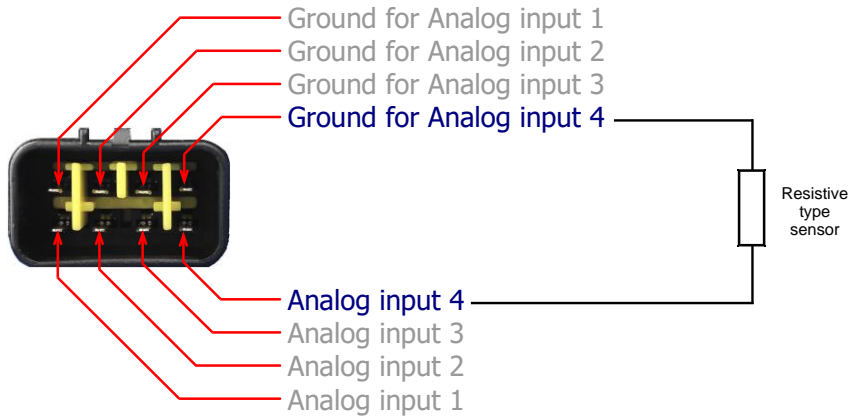 Ground for Analog input 1
Ground for Analog input 2
Ground for Analog input 3
Ground for Analog input 4
Resistive
type
sensor
Analog input 4
Analog input 3
Analog input 2
Analog input 1